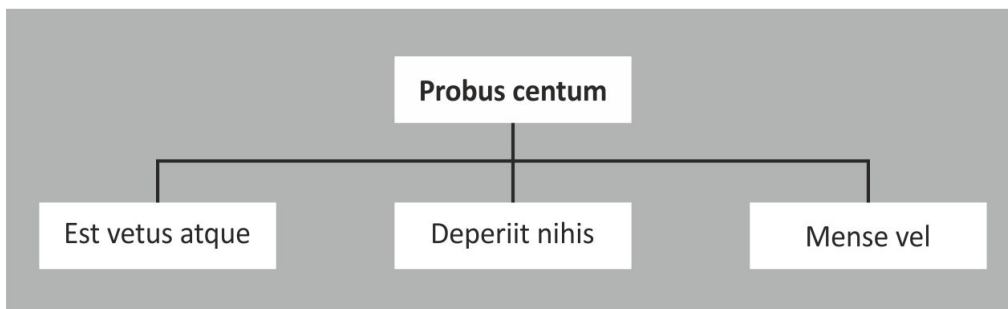 Probus centum
Est vetus atque
Deperiit nihis
Mense vel